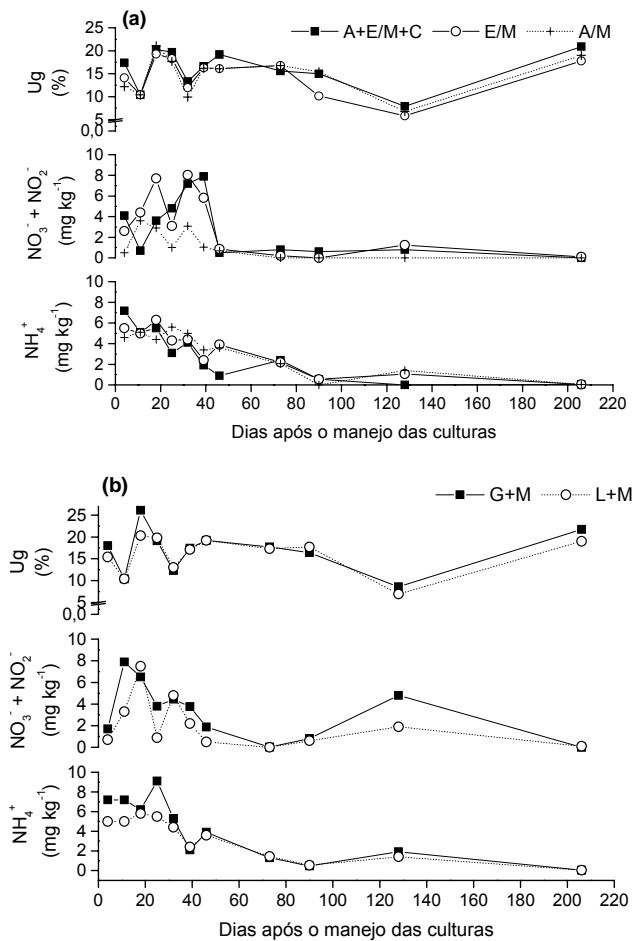 (a)
A+E/M+C E/M A/M
25
20
15
10
5
0,0
Ug
(%)
10
8
6
4
2
0
NO₃⁻ + NO₂⁻
(mg kg⁻¹)
10
8
6
4
2
0
NH₄⁺
(mg kg⁻¹)
0 20 40 60 80 100 120 140 160 180 200 220
Dias após o manejo das culturas
(b)
G+M L+M
25
20
15
10
5
0,0
Ug
(%)
10
8
6
4
2
0
NO₃⁻ + NO₂⁻
(mg kg⁻¹)
10
8
6
4
2
0
NH₄⁺
(mg kg⁻¹)
0 20 40 60 80 100 120 140 160 180 200 220
Dias após o manejo das culturas